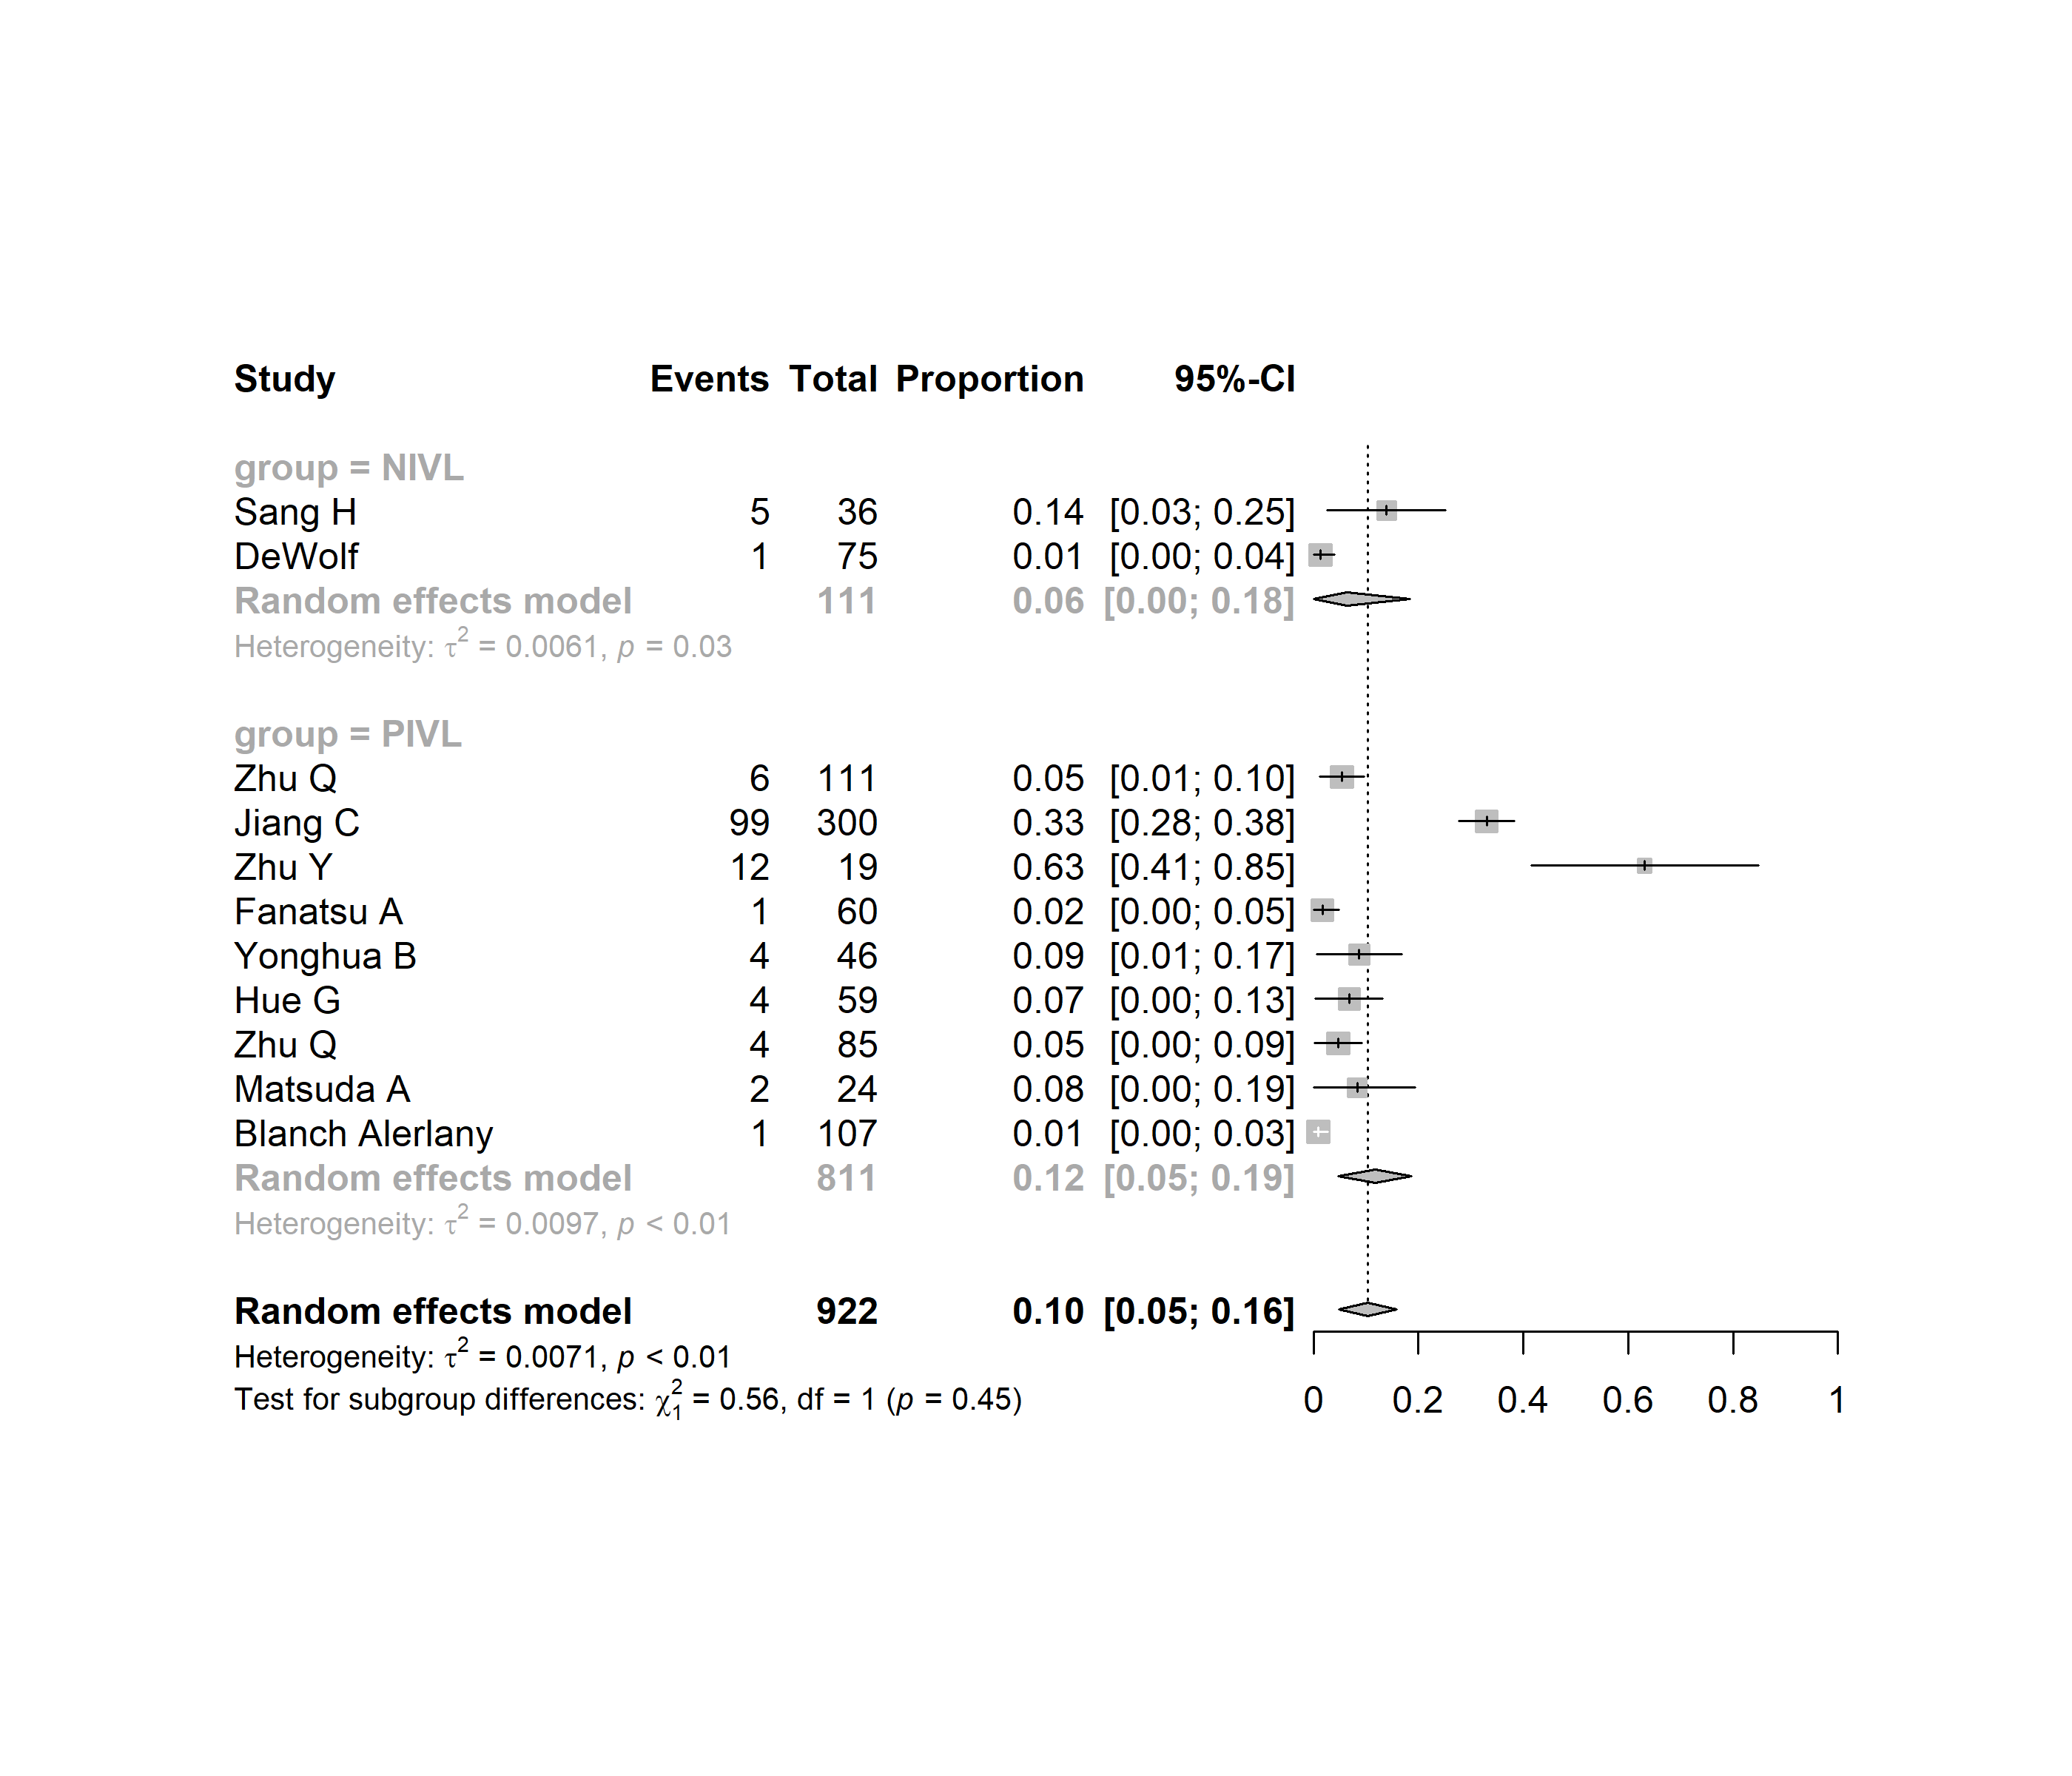 Study Events Total Proportion 95%-CI
group = NIVL
Sang H 5 36 0.14 [0.03; 0.25]
DeWolf 1 75 0.01 [0.00; 0.04]
Random effects model 111 0.06 [0.00; 0.18]
Heterogeneity: τ² = 0.0061, p = 0.03
group = PIVL
Zhu Q 6 111 0.05 [0.01; 0.10]
Jiang C 99 300 0.33 [0.28; 0.38]
Zhu Y 12 19 0.63 [0.41; 0.85]
Fanatsu A 1 60 0.02 [0.00; 0.05]
Yonghua B 4 46 0.09 [0.01; 0.17]
Hue G 4 59 0.07 [0.00; 0.13]
Zhu Q 4 85 0.05 [0.00; 0.09]
Matsuda A 2 24 0.08 [0.00; 0.19]
Blanch Alerlany 1 107 0.01 [0.00; 0.03]
Random effects model 811 0.12 [0.05; 0.19]
Heterogeneity: τ² = 0.0097, p < 0.01
Random effects model 922 0.10 [0.05; 0.16]
Heterogeneity: τ² = 0.0071, p < 0.01
Test for subgroup differences: χ²₁ = 0.56, df = 1 (p = 0.45)
0 0.2 0.4 0.6 0.8 1